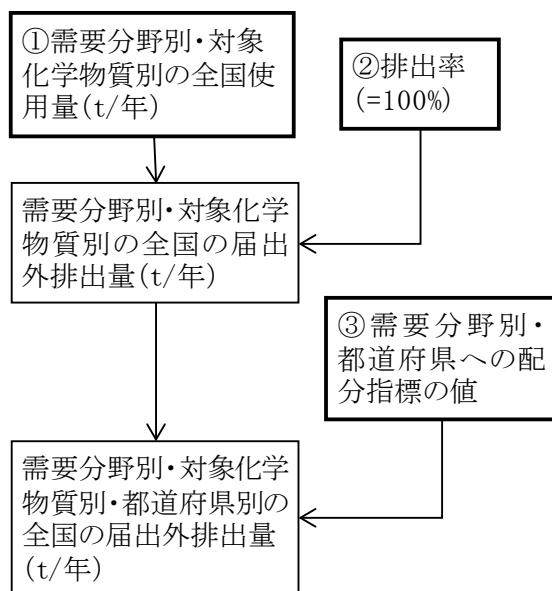 ①需要分野別・対象
化学物質別の全国使
用量(t/年)
②排出率
(=100%)
需要分野別・対象化学
物質別の全国の届出
外排出量(t/年)
③需要分野別・
都道府県への配
分指標の値
需要分野別・対象化学
物質別・都道府県別の
全国の届出外排出量
(t/年)